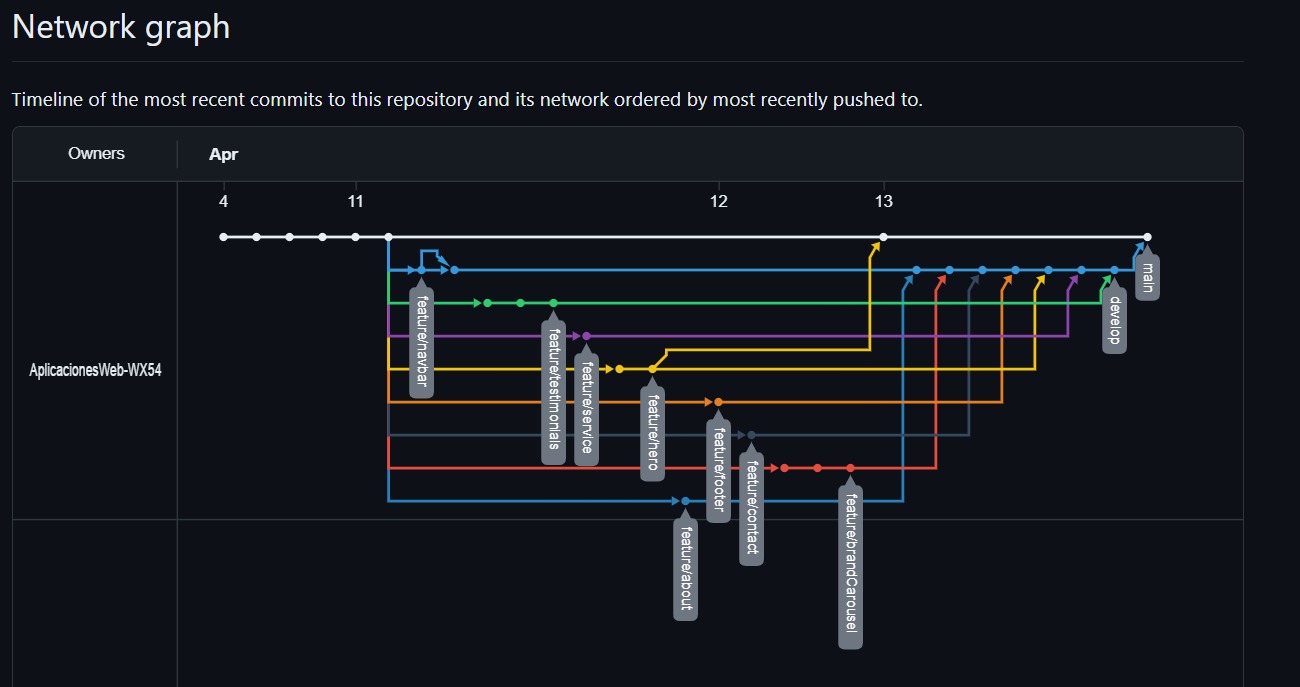 Network graph
Timeline of the most recent commits to this repository and its network ordered by most recently pushed to.
Owners
Apr
4
11
12
13
AplicacionesWeb-WX54
main
develop
feature/navbar
feature/testimonials
feature/service
feature/hero
feature/footer
feature/contact
feature/brandCarousel
feature/about